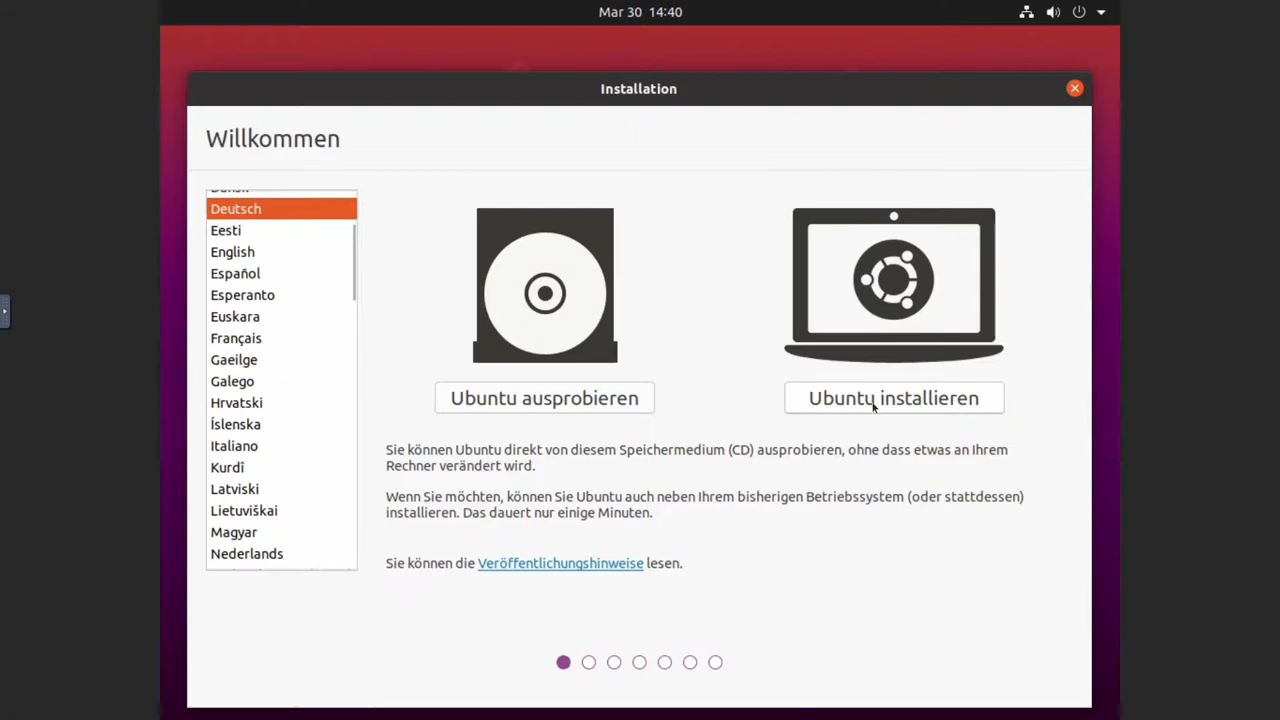 Mar 30 14:40
Installation
Willkommen
Dansk
Deutsch
Eesti
English
Español
Esperanto
Euskara
Français
Gaeilge
Galego
Hrvatski
Íslenska
Italiano
Kurdî
Latviski
Lietuviškai
Magyar
Nederlands
Ubuntu ausprobieren
Ubuntu installieren
Sie können Ubuntu direkt von diesem Speichermedium (CD) ausprobieren, ohne dass etwas an Ihrem
Rechner verändert wird.
Wenn Sie möchten, können Sie Ubuntu auch neben Ihrem bisherigen Betriebssystem (oder stattdessen)
installieren. Das dauert nur einige Minuten.
Sie können die Veröffentlichungshinweise lesen.